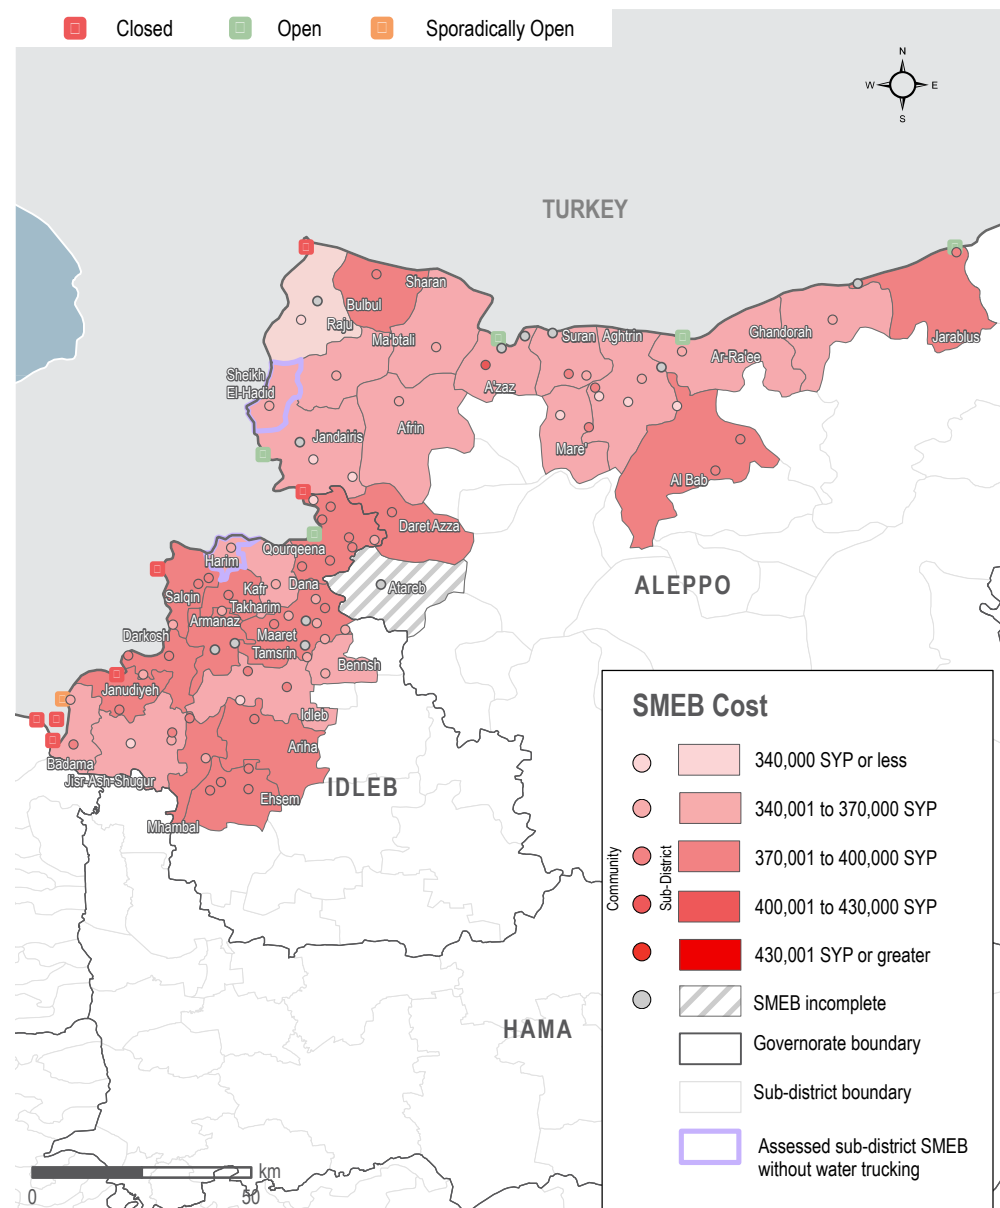 Closed
Open
Sporadically Open
N
W
E
S
TURKEY
Sharan
Bulbul
Raju
Ma'btali
Suran
Aghtrin
Ghandorah
Jarablus
Ar-Ra'ee
Sheikh
El-Hadid
A'zaz
Jandairis
Afrin
Mare'
Al Bab
Daret Azza
Qourqeena
Harim
ALEPPO
Dana
Atareb
Salqin
Kafr
Takharim
Armanaz
Maaret
Tamsrin
Darkosh
Bennsh
Janudiyeh
Idleb
Ariha
Badama
Jisr-Ash-Shugur
IDLEB
Ehsem
Mhambal
HAMA
SMEB Cost
Community
Sub-District
340,000 SYP or less
340,001 to 370,000 SYP
370,001 to 400,000 SYP
400,001 to 430,000 SYP
430,001 SYP or greater
SMEB incomplete
Governorate boundary
Sub-district boundary
Assessed sub-district SMEB
without water trucking
km
0
50